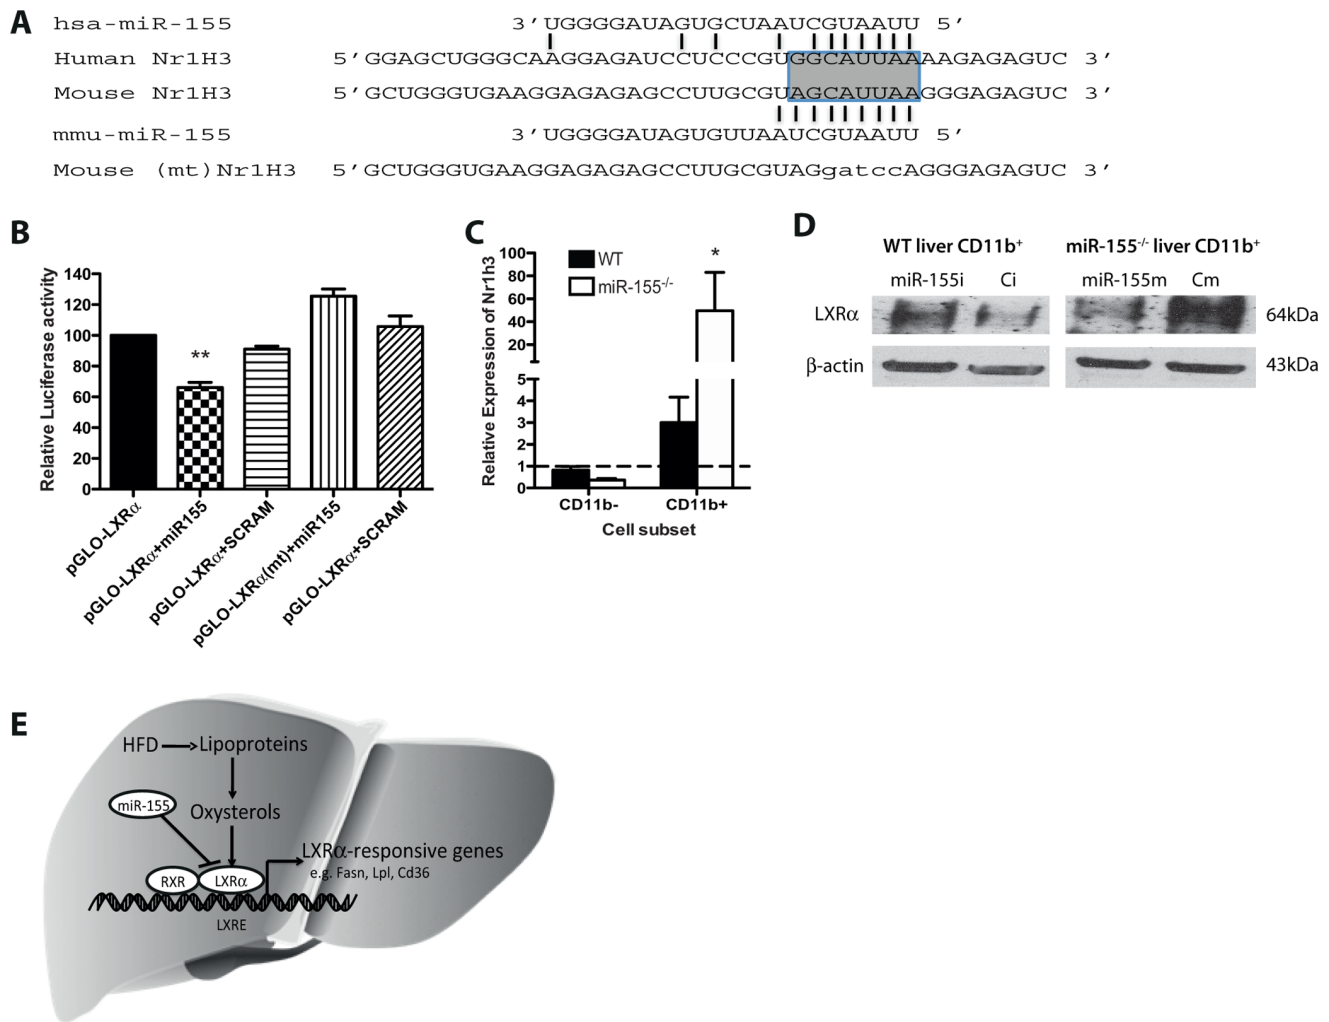 A
hsa-miR-155 3’UGGGGAUAGUGCUAAUCGUAAUU 5’
Human Nr1H3 5’GGAGCUGGGCAAGGAGAUCCUCCCGUGGCAUUAAAAGAGAGUC 3’
Mouse Nr1H3 5’GCUGGGUGAAGGAGAGAGCCUUGCGUAGCAUUAAGGGAGAGUC 3’
mmu-miR-155 3’UGGGGAUAGUGUUAAUCGUAAUU 5’
Mouse (mt)Nr1H3 5’GCUGGGUGAAGGAGAGAGCCUUGCGUAGgatccAGGGAGAGUC 3’
B
Relative Luciferase activity
140
120
100
80
60
40
20
0
**
pGLO-LXRα
pGLO-LXRα+miR155
pGLO-LXRα+SCRAM
pGLO-LXRα(mt)+miR155
pGLO-LXRα+SCRAM
C
Relative Expression of Nr1h3
100
80
60
40
20
5
4
3
2
1
0
WT
miR-155-/-
*
CD11b- CD11b+
Cell subset
D
WT liver CD11b+ miR-155-/- liver CD11b+
miR-155i Ci miR-155m Cm
LXRα 64kDa
β-actin 43kDa
E
HFD Lipoproteins
miR-155 Oxysterols
LXRα-responsive genes
e.g. Fasn, Lpl, Cd36
RXR LXRα
LXRE